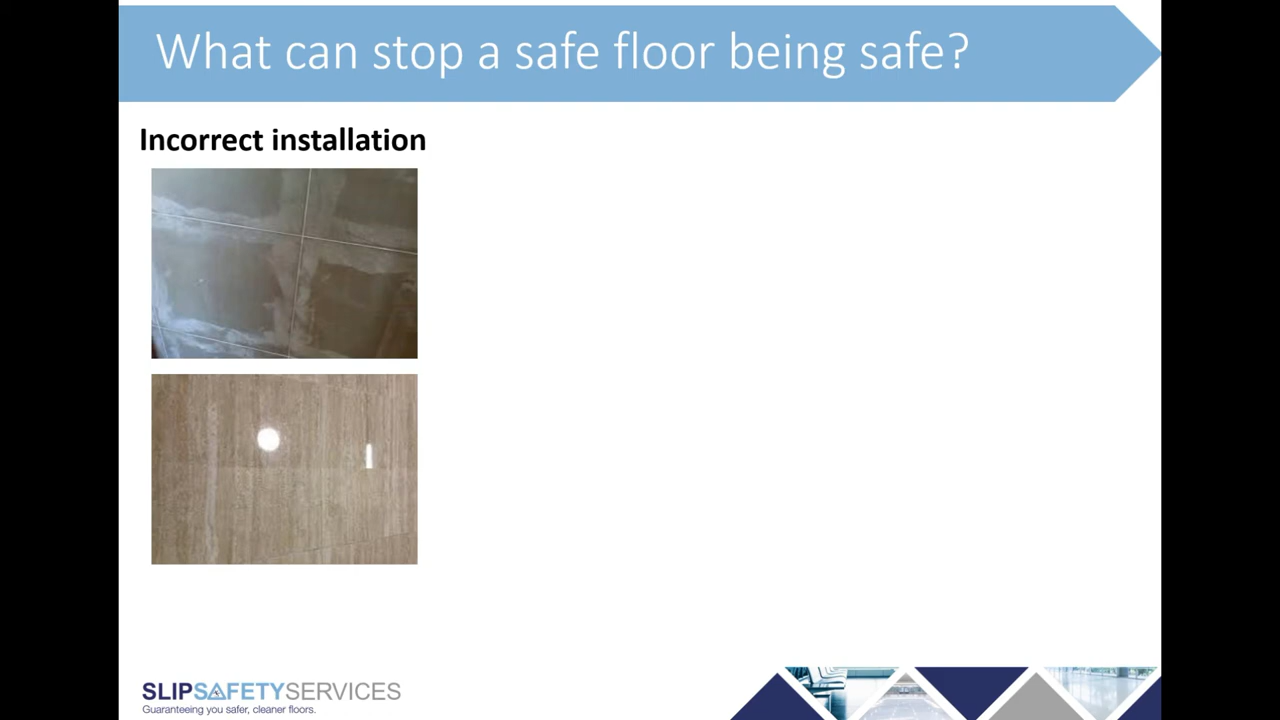 What can stop a safe floor being safe?
Incorrect installation
SLIPSAFETYSERVICES
Guaranteeing you safer, cleaner floors.